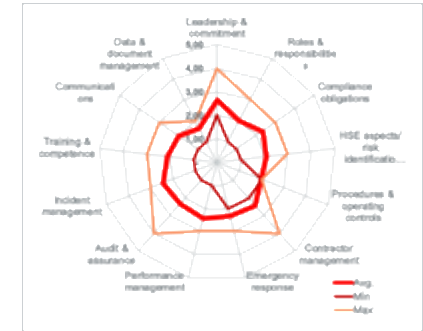 Leadership &
commitment
Roles &
responsibilitie
s
Compliance
obligations
HSE aspects/
risk
identificatio...
Procedures &
operating
controls
Contractor
management
Emergency
response
Performance
management
Audit &
assurance
Incident
management
Training &
competence
Communicati
ons
Data &
document
management
5,00
4,00
3,00
2,00
1,00
Avg.
Min
Max